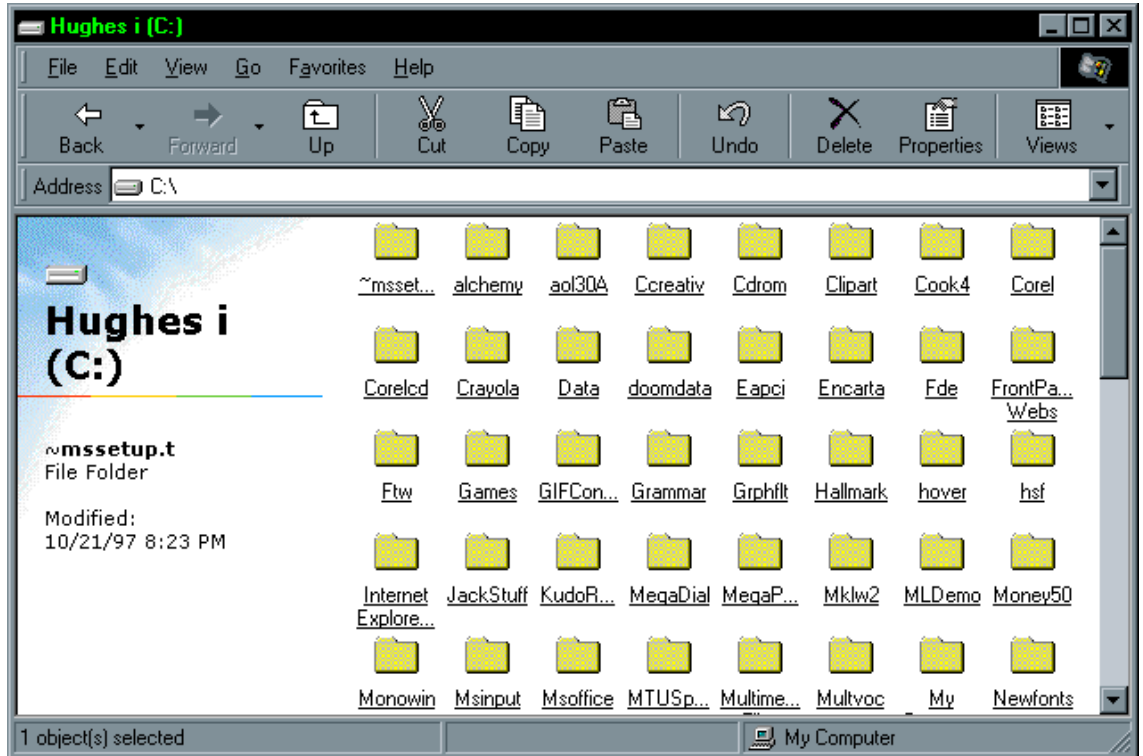 Hughes i (C:)
File Edit View Go Favorites Help
Back Forward Up Cut Copy Paste Undo Delete Properties Views
Address C:\
Hughes i
(C:)
~mssetup.t
File Folder
Modified:
10/21/97 8:23 PM
~msset... alchemy aol30A Ccreativ Cdrom Clipart Cook4 Corel
Corelcd Crayola Data doomdata Eapci Encarta Fde FrontPa...
Webs
Ftw Games GIFCon... Grammar Grphflt Hallmark hover hsf
Internet JackStuff KudoR... MegaDial MegaP... Mklw2 MLDemo Money50
Explore...
Monowin Msinput Msoffice MTUSp... Multime... Multvoc My Newfonts
1 object(s) selected My Computer